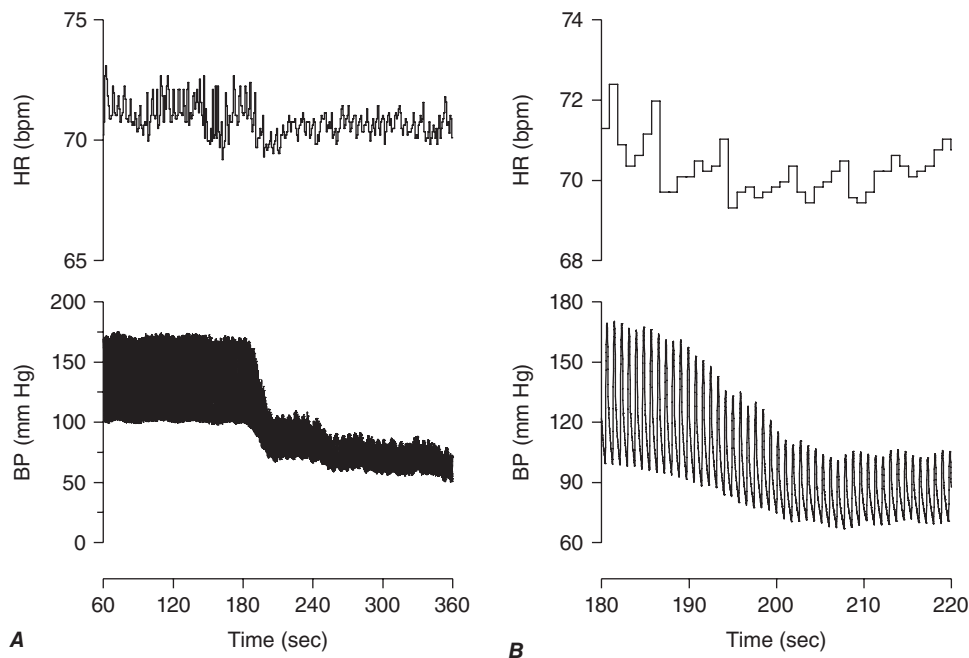 75
70
65
HR (bpm)
200
150
100
50
0
BP (mm Hg)
60 120 180 240 300 360
Time (sec)
A
74
72
70
68
HR (bpm)
180
150
120
90
60
BP (mm Hg)
180 190 200 210 220
Time (sec)
B